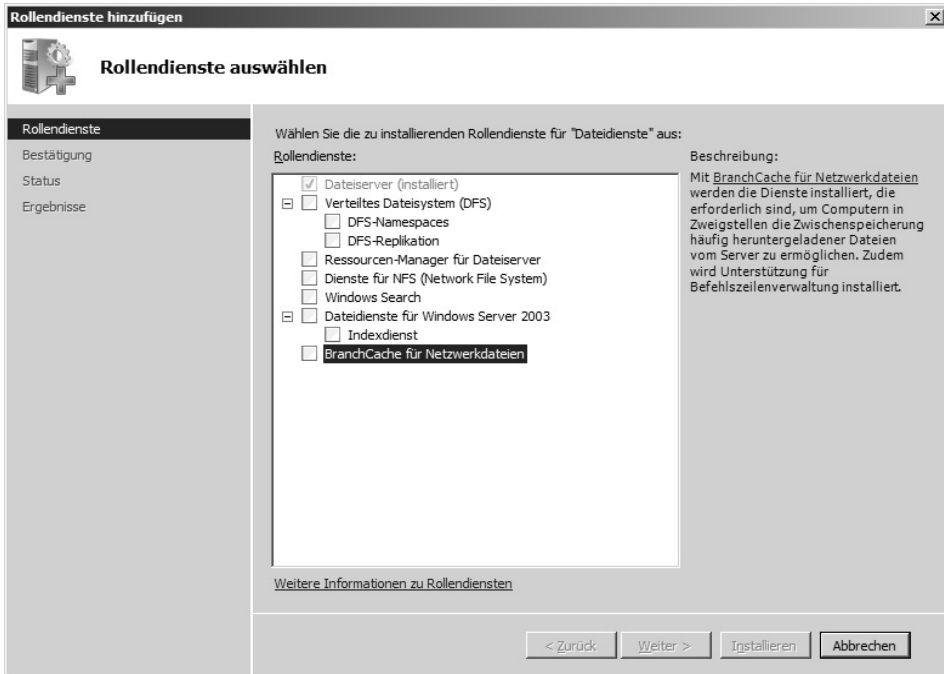 Rollendienste hinzufügen
Rollendienste auswählen
Rollendienste
Bestätigung
Status
Ergebnisse
Wählen Sie die zu installierenden Rollendienste für "Dateidienste" aus:
Rollendienste:
Dateiserver (installiert)
Verteiltes Dateisystem (DFS)
DFS-Namespaces
DFS-Replikation
Ressourcen-Manager für Dateiserver
Dienste für NFS (Network File System)
Windows Search
Dateidienste für Windows Server 2003
Indexdienst
BranchCache für Netzwerkdateien
Weitere Informationen zu Rollendiensten
Beschreibung:
Mit BranchCache für Netzwerkdateien
werden die Dienste installiert, die
erforderlich sind, um Computern in
Zweigstellen die Zwischenspeicherung
häufig heruntergeladener Dateien
vom Server zu ermöglichen. Zudem
wird Unterstützung für
Befehlszeilenverwaltung installiert.
< Zurück
Weiter >
Installieren
Abbrechen